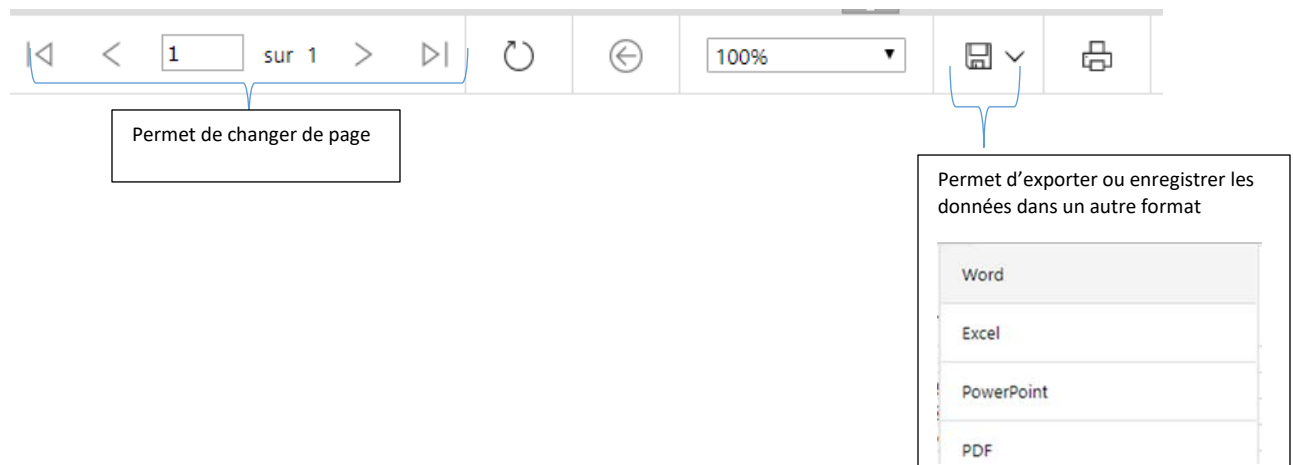 1 sur 1 100%
Permet de changer de page
Permet d’exporter ou enregistrer les
données dans un autre format
Word
Excel
PowerPoint
PDF